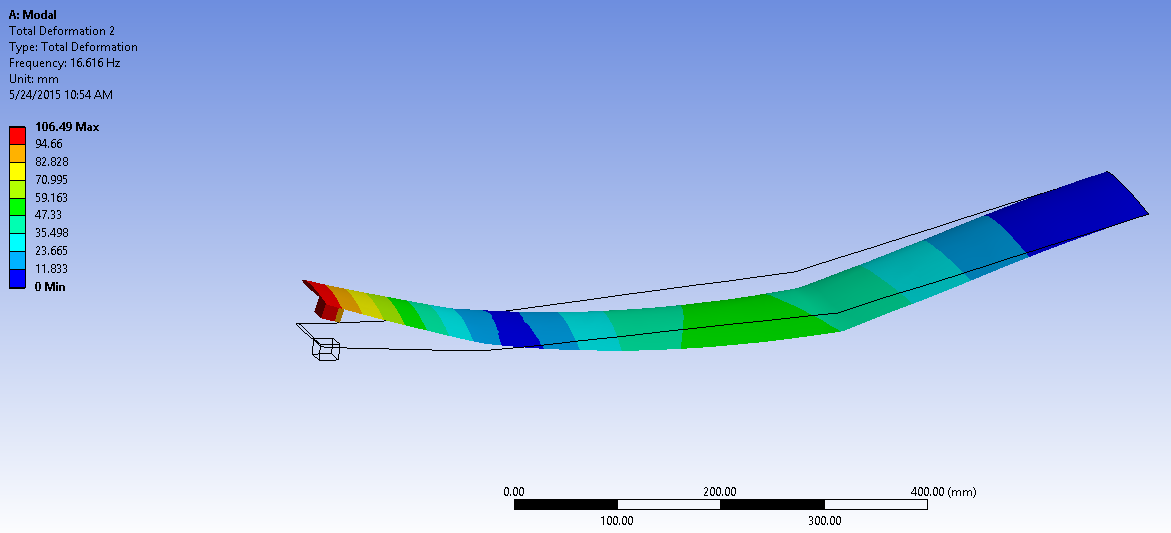 A: Modal
Total Deformation 2
Type: Total Deformation
Frequency: 16.616 Hz
Unit: mm
5/24/2015 10:54 AM
106.49 Max
94.66
82.828
70.995
59.163
47.33
35.498
23.665
11.833
0 Min
0.00 200.00 400.00 (mm)
100.00 300.00